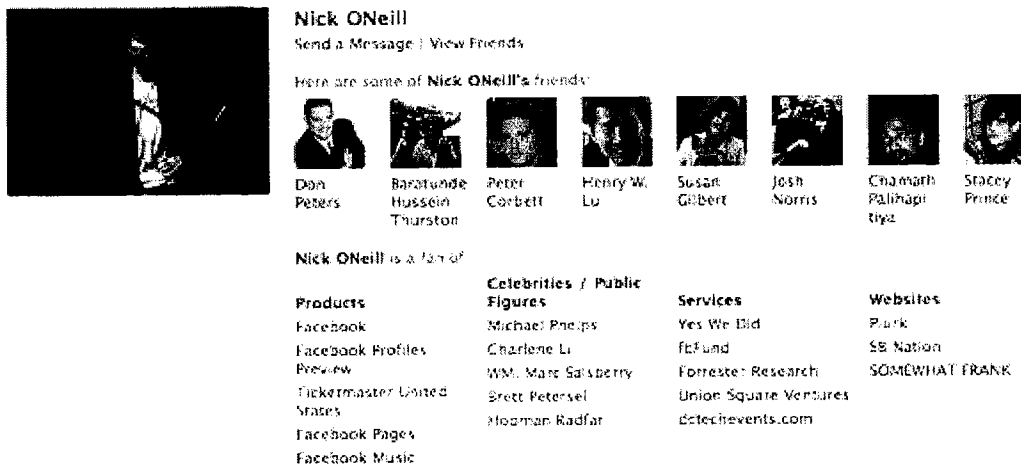 Nick ONeill
Send a Message | View Friends
Here are some of Nick ONeill's friends:
Don
Peters
Baratunde
Hussein
Thurston
Peter
Corbett
Henry W.
Lu
Susan
Gilbert
Josh
Norris
Chamath
Palihapi
tiya
Stacey
Prince
Nick ONeill is a fan of
Products
Facebook
Facebook Profiles
Preview
Ticketmaster United
States
Facebook Pages
Facebook Music
Celebrities / Public
Figures
Michael Phelps
Charlene Li
WM. Marc Salsberry
Brett Petersel
Hooman Radfar
Services
Yes We Did
fbFund
Forrester Research
Union Square Ventures
dctechevents.com
Websites
Plurk
SB Nation
SOMEWHAT FRANK